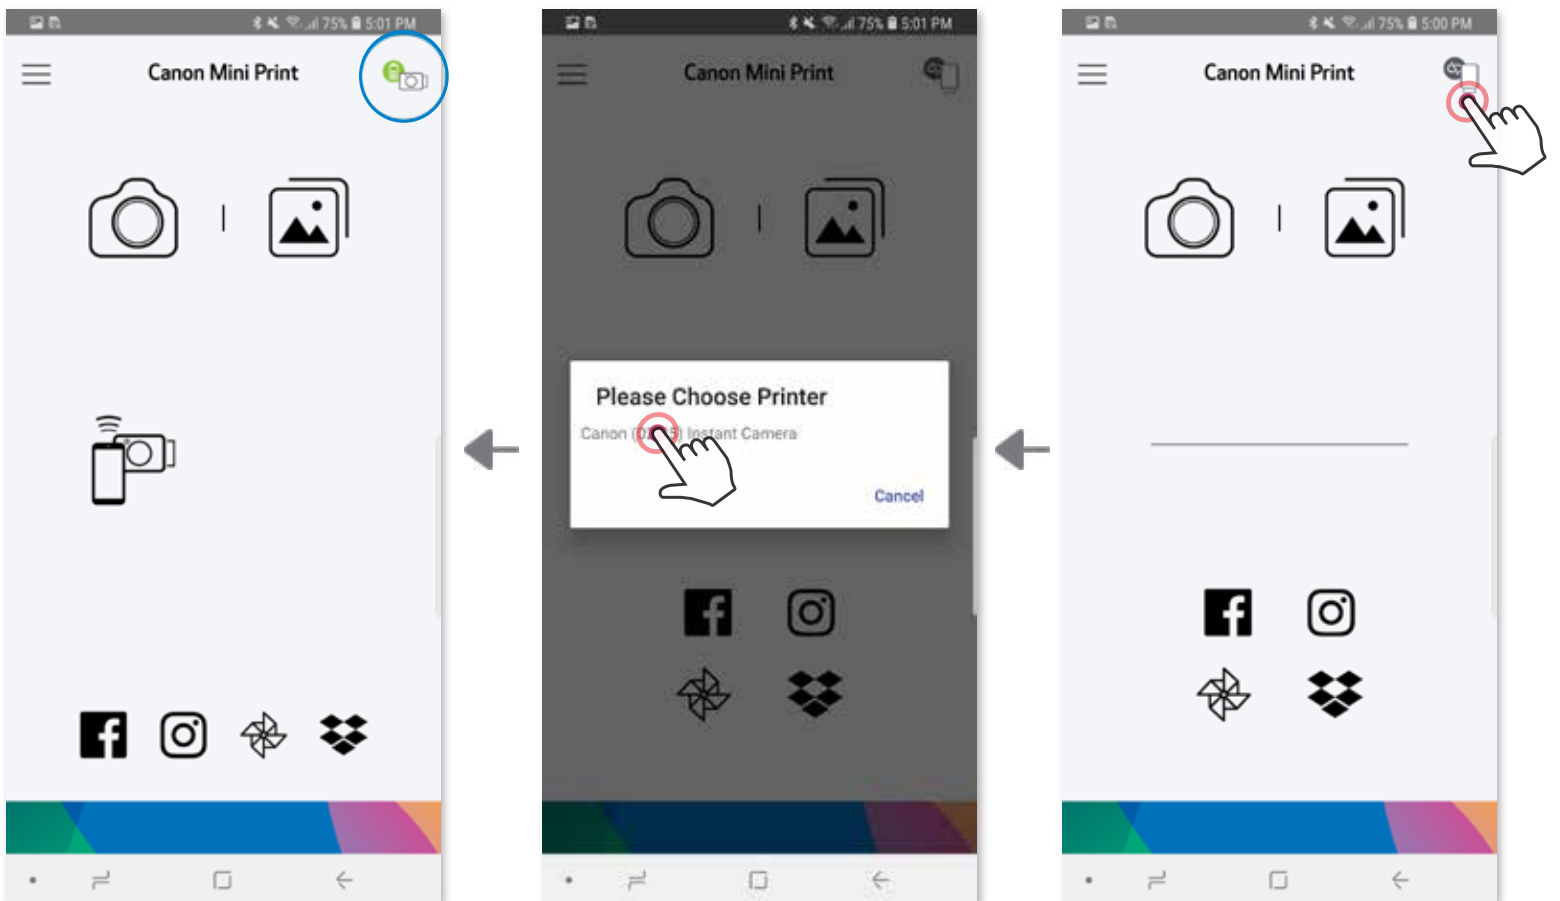 75% 5:01 PM
Canon Mini Print
75% 5:01 PM
Canon Mini Print
Please Choose Printer
Canon ( ) Instant Camera
Cancel
75% 5:00 PM
Canon Mini Print